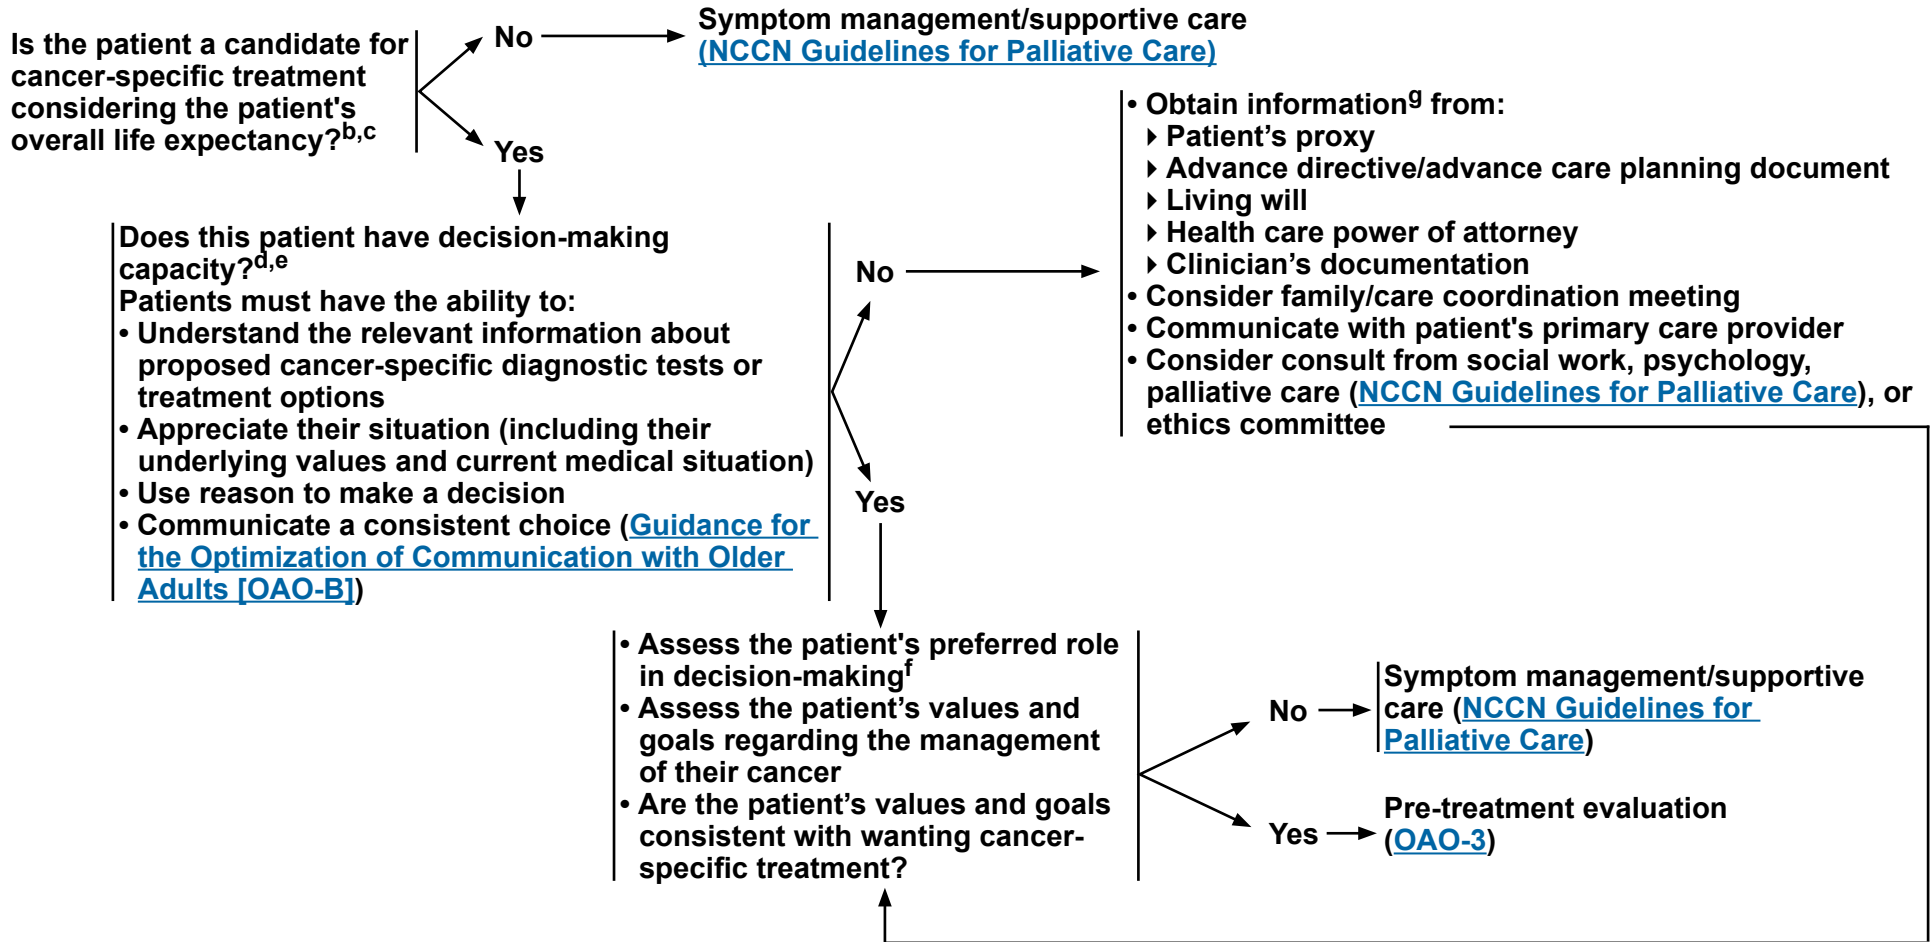 Is the patient a candidate for
cancer-specific treatment
considering the patient's
overall life expectancy?b,c
No
Symptom management/supportive care
(NCCN Guidelines for Palliative Care)
Yes
Does this patient have decision-making
capacity?d,e
Patients must have the ability to:
• Understand the relevant information about
proposed cancer-specific diagnostic tests or
treatment options
• Appreciate their situation (including their
underlying values and current medical situation)
• Use reason to make a decision
• Communicate a consistent choice (Guidance for
the Optimization of Communication with Older
Adults [OAO-B])
No
• Obtain informationg from:
▸ Patient’s proxy
▸ Advance directive/advance care planning document
▸ Living will
▸ Health care power of attorney
▸ Clinician’s documentation
• Consider family/care coordination meeting
• Communicate with patient's primary care provider
• Consider consult from social work, psychology,
palliative care (NCCN Guidelines for Palliative Care), or
ethics committee
Yes
• Assess the patient's preferred role
in decision-makingf
• Assess the patient’s values and
goals regarding the management
of their cancer
• Are the patient’s values and goals
consistent with wanting cancer-
specific treatment?
No
Symptom management/supportive
care (NCCN Guidelines for
Palliative Care)
Yes
Pre-treatment evaluation
(OAO-3)